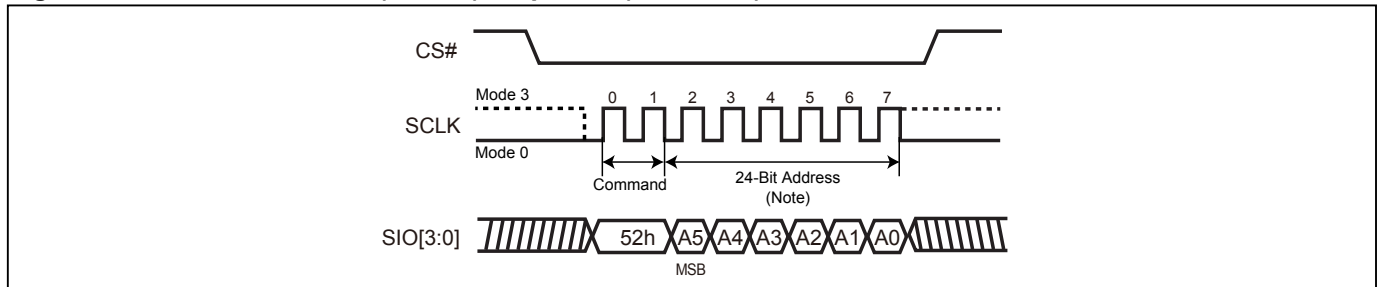 CS#
Mode 3
0 1 2 3 4 5 6 7
SCLK
Mode 0
Command
24-Bit Address
(Note)
SIO[3:0]
52h A5 A4 A3 A2 A1 A0
MSB